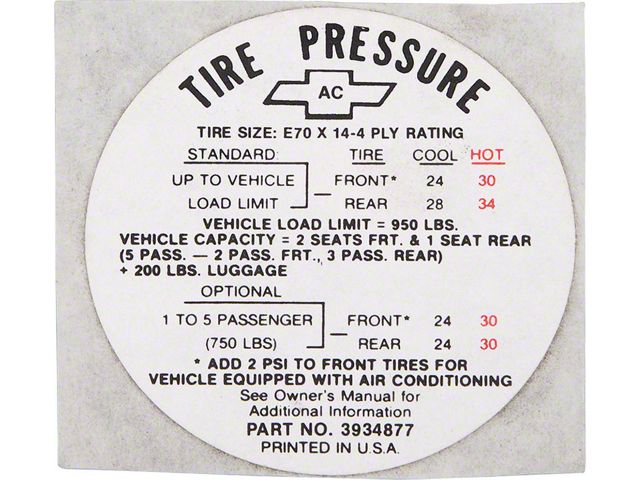 TIRE PRESSURE
AC
TIRE SIZE: E70 X 14-4 PLY RATING
STANDARD TIRE COOL HOT
UP TO VEHICLE FRONT* 24 30
LOAD LIMIT REAR 28 34
VEHICLE LOAD LIMIT = 950 LBS.
VEHICLE CAPACITY = 2 SEATS FRT. & 1 SEAT REAR
(5 PASS. — 2 PASS. FRT., 3 PASS. REAR)
+ 200 LBS. LUGGAGE
OPTIONAL
1 TO 5 PASSENGER FRONT* 24 30
(750 LBS) REAR 24 30
* ADD 2 PSI TO FRONT TIRES FOR
VEHICLE EQUIPPED WITH AIR CONDITIONING
See Owner's Manual for
Additional Information
PART NO. 3934877
PRINTED IN U.S.A.